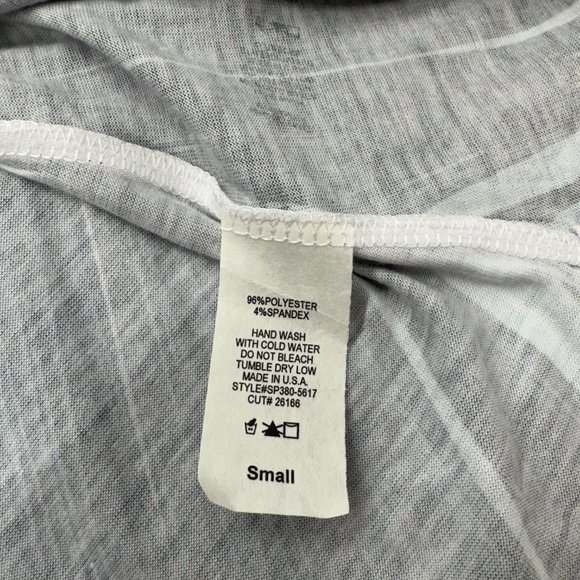 96%POLYESTER
4%SPANDEX
HAND WASH
WITH COLD WATER
DO NOT BLEACH
TUMBLE DRY LOW
MADE IN U.S.A.
STYLE#SP380-5617
CUT# 26166
Small